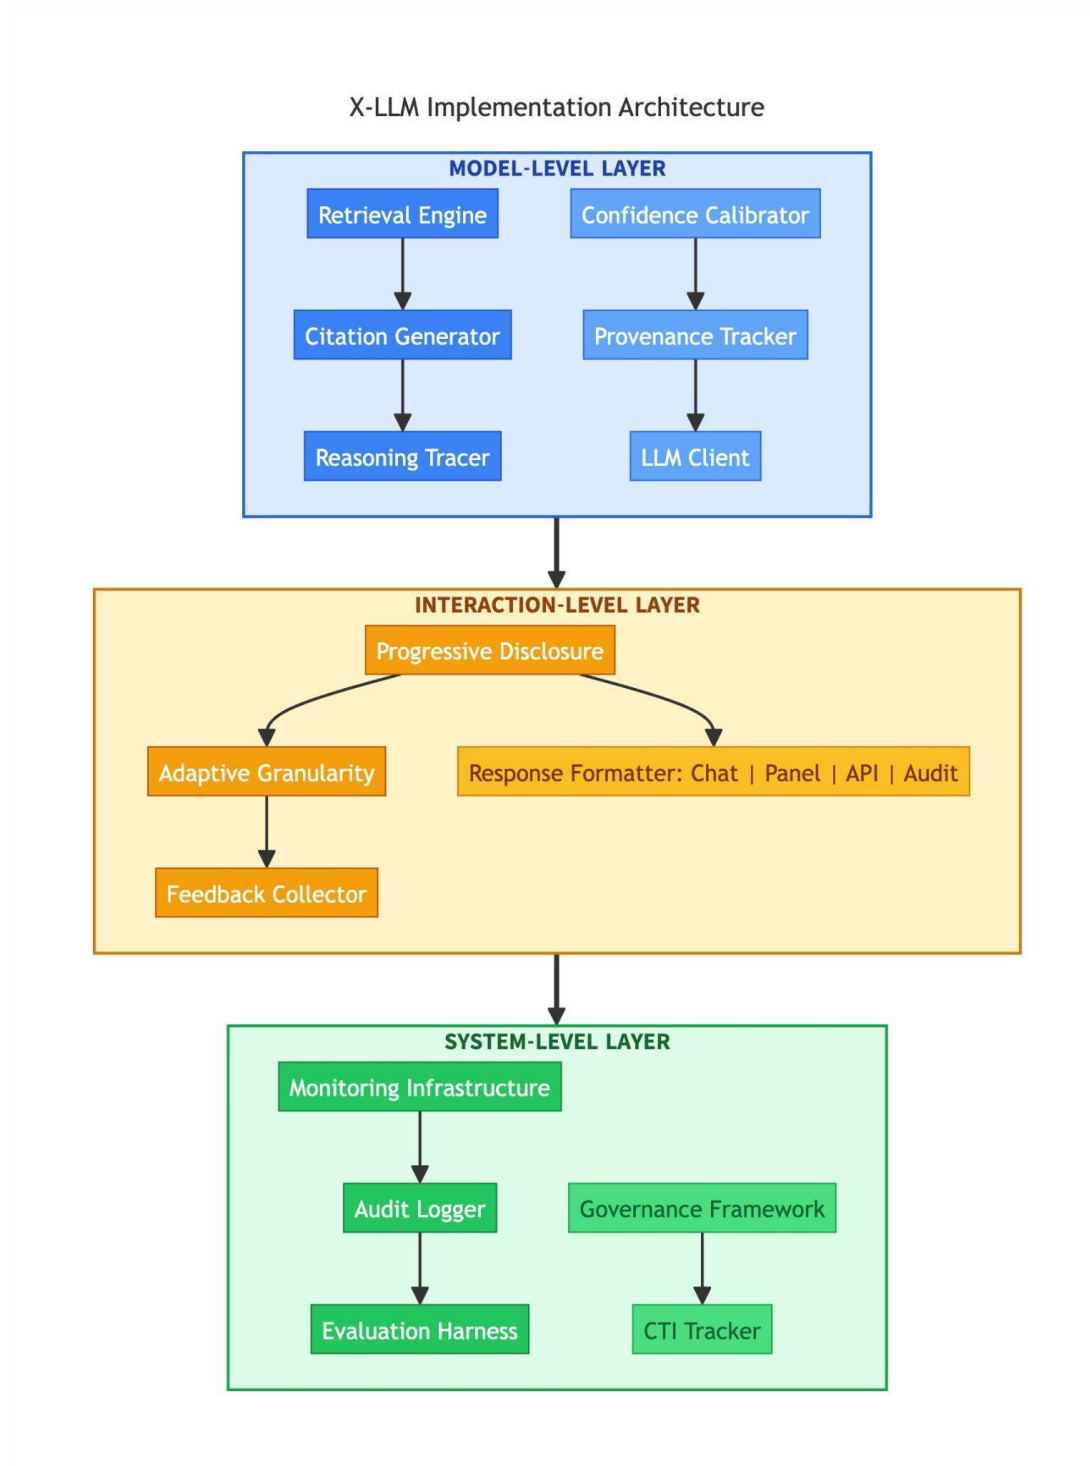 X-LLM Implementation Architecture
MODEL-LEVEL LAYER
Retrieval Engine
Confidence Calibrator
Citation Generator
Provenance Tracker
Reasoning Tracer
LLM Client
INTERACTION-LEVEL LAYER
Progressive Disclosure
Adaptive Granularity
Response Formatter: Chat | Panel | API | Audit
Feedback Collector
SYSTEM-LEVEL LAYER
Monitoring Infrastructure
Audit Logger
Governance Framework
Evaluation Harness
CTI Tracker